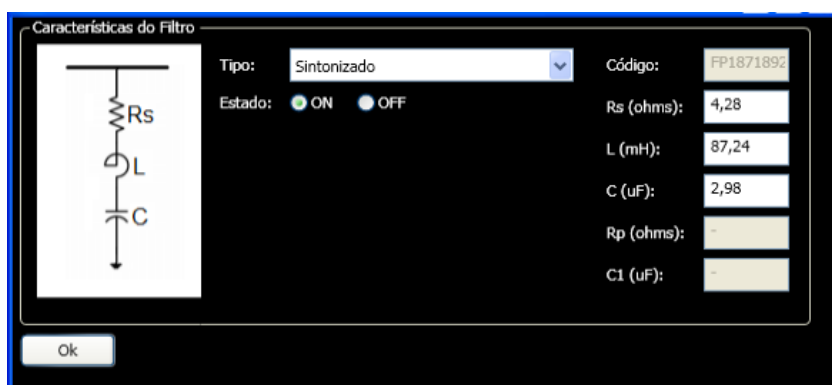 Características do Filtro
Rs
L
C
Tipo: Sintonizado
Estado: ON OFF
Código: FP1871892
Rs (ohms): 4,28
L (mH): 87,24
C (uF): 2,98
Rp (ohms): -
C1 (uF): -
Ok